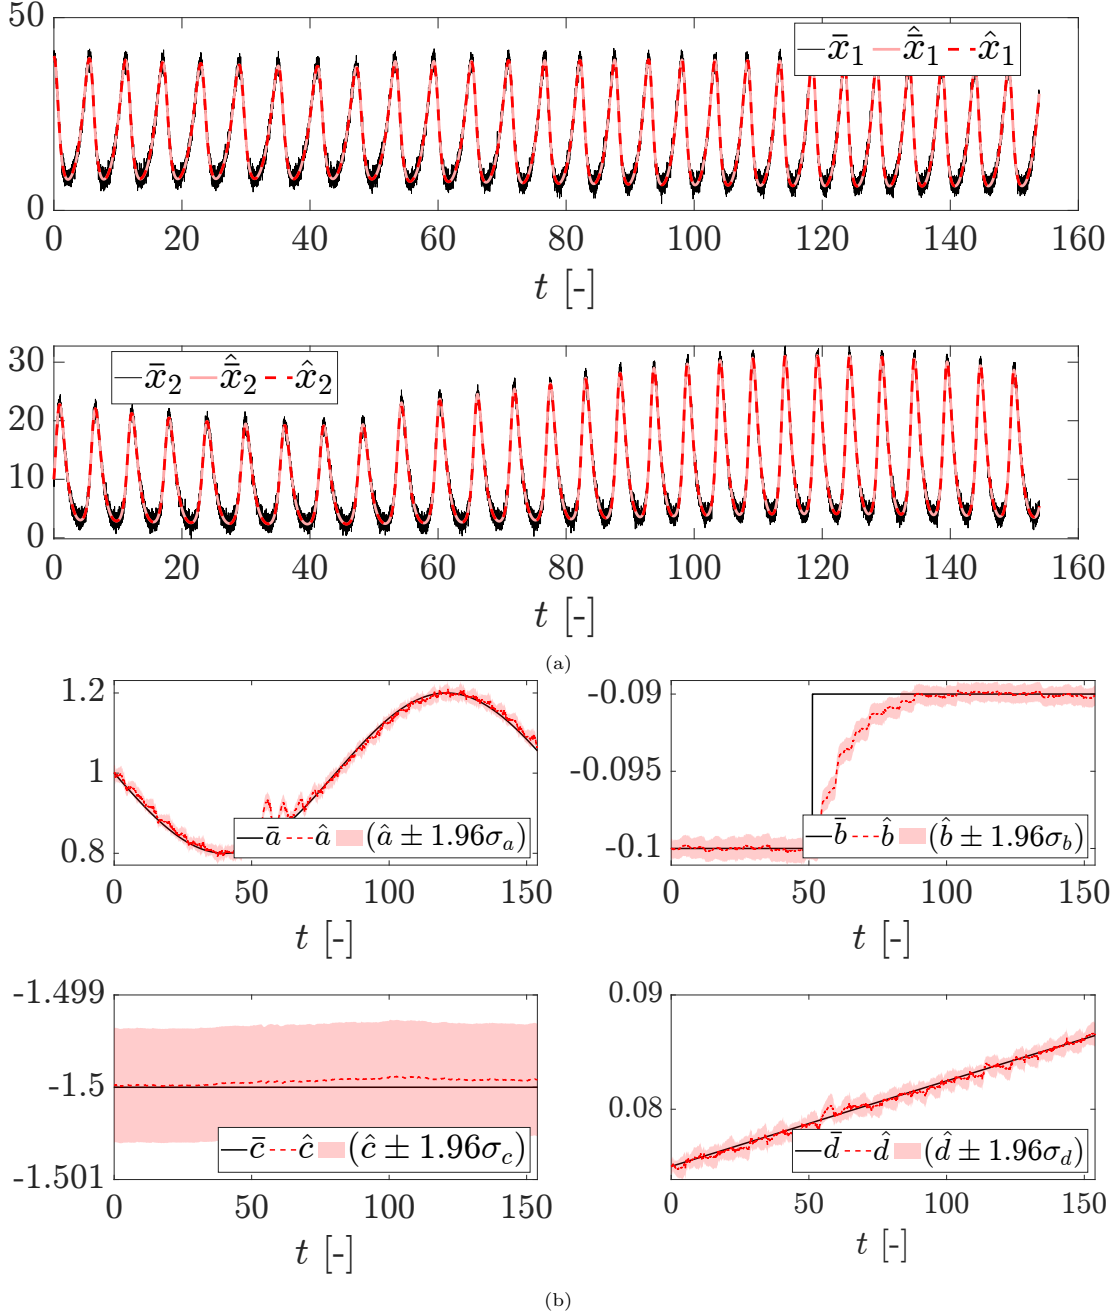 50
0
x̄₁ x̄̂₁ x̂₁
0 20 40 60 80 100 120 140 160
t [-]
30
20
10
0
x̄₂ x̄̂₂ x̂₂
0 20 40 60 80 100 120 140 160
t [-]
(a)
1.2
1
0.8
ā â (â ± 1.96σₐ)
0 50 100 150
t [-]
-0.09
-0.095
-0.1
b̄ b̂ (b̂ ± 1.96σ_b)
0 50 100 150
t [-]
-1.499
-1.5
-1.501
c̄ ĉ (ĉ ± 1.96σ_c)
0 50 100 150
t [-]
0.09
0.08
d̄ d̂ (d̂ ± 1.96σ_d)
0 50 100 150
t [-]
(b)